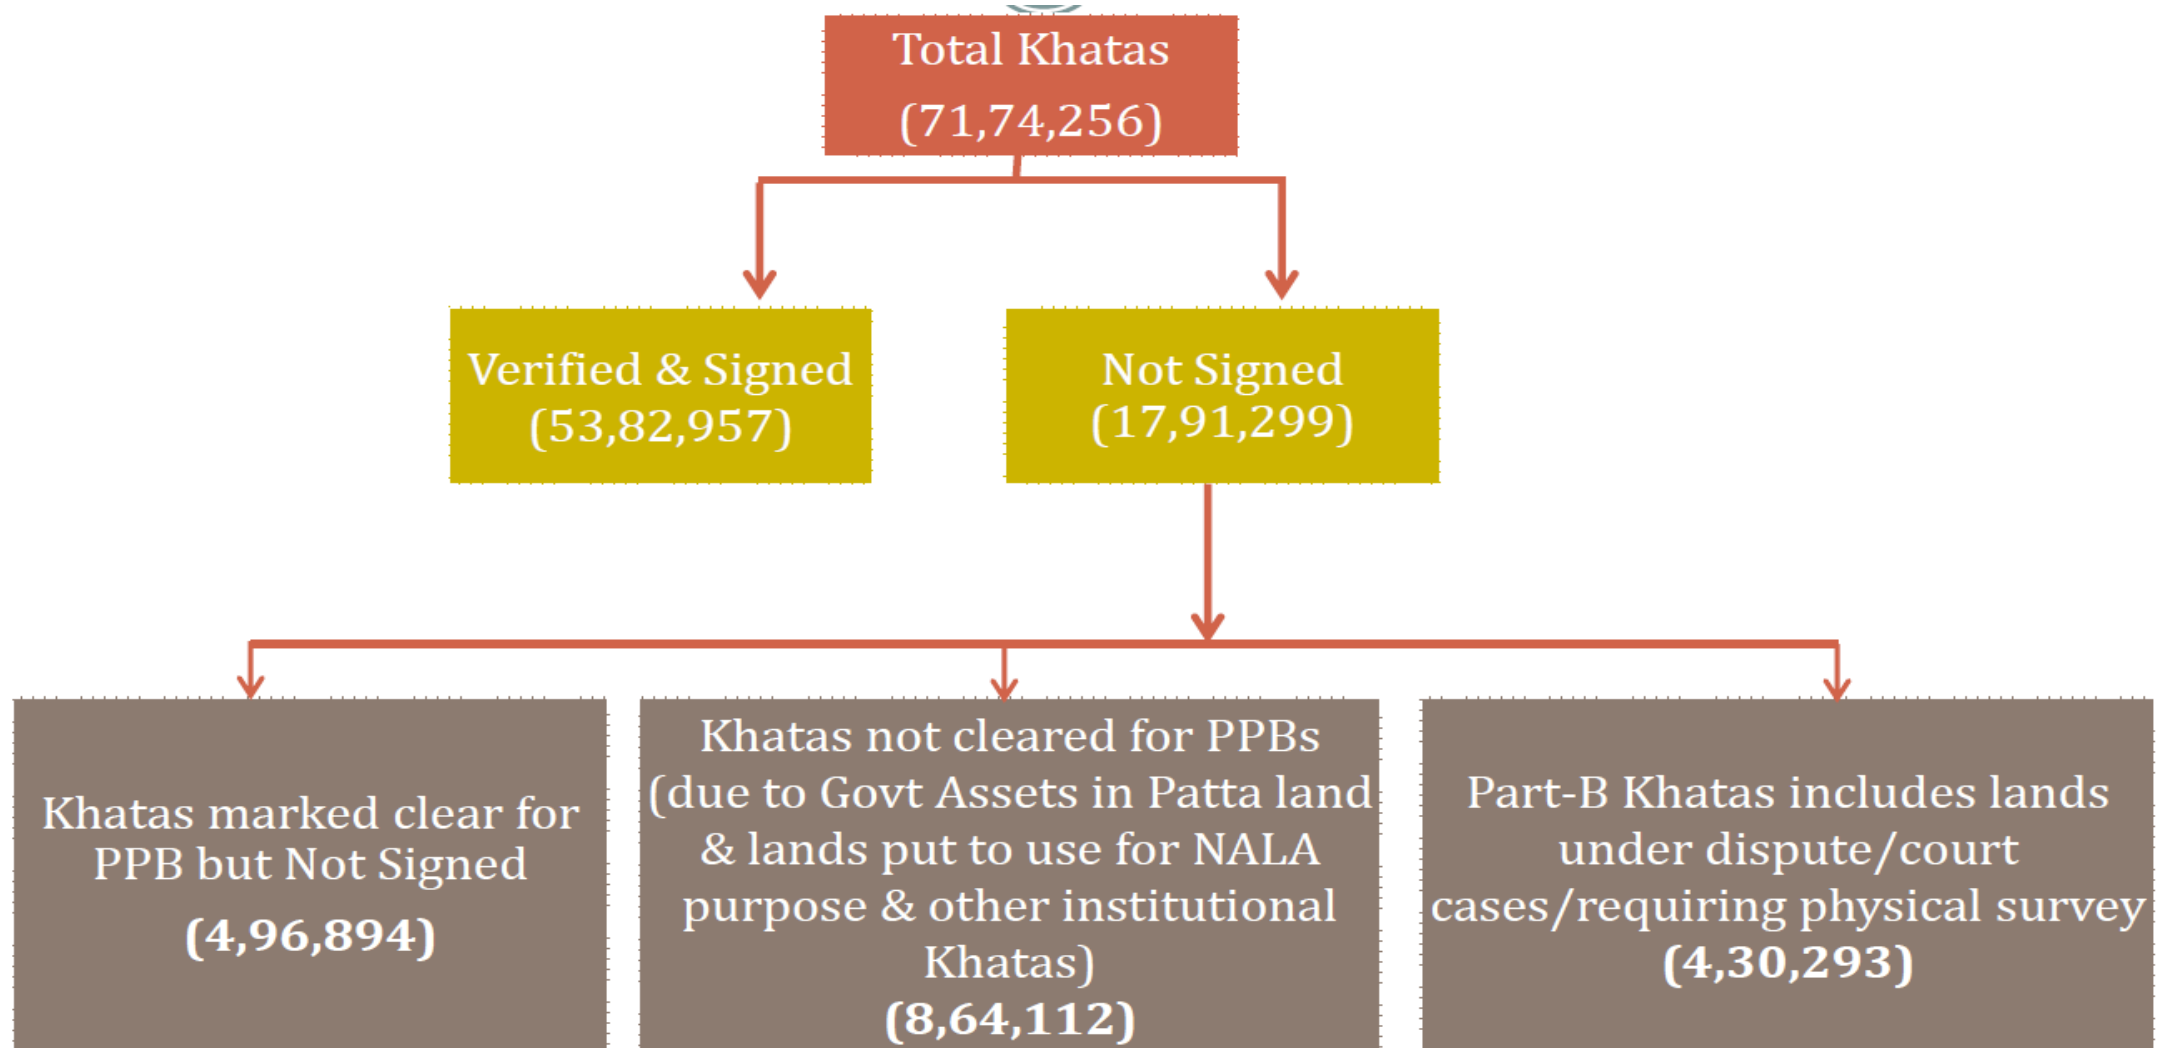 Total Khatas
(71,74,256)
Verified & Signed
(53,82,957)
Not Signed
(17,91,299)
Khatas marked clear for
PPB but Not Signed
(4,96,894)
Khatas not cleared for PPBs
(due to Govt Assets in Patta land
& lands put to use for NALA
purpose & other institutional
Khatas)
(8,64,112)
Part-B Khatas includes lands
under dispute/court
cases/requiring physical survey
(4,30,293)